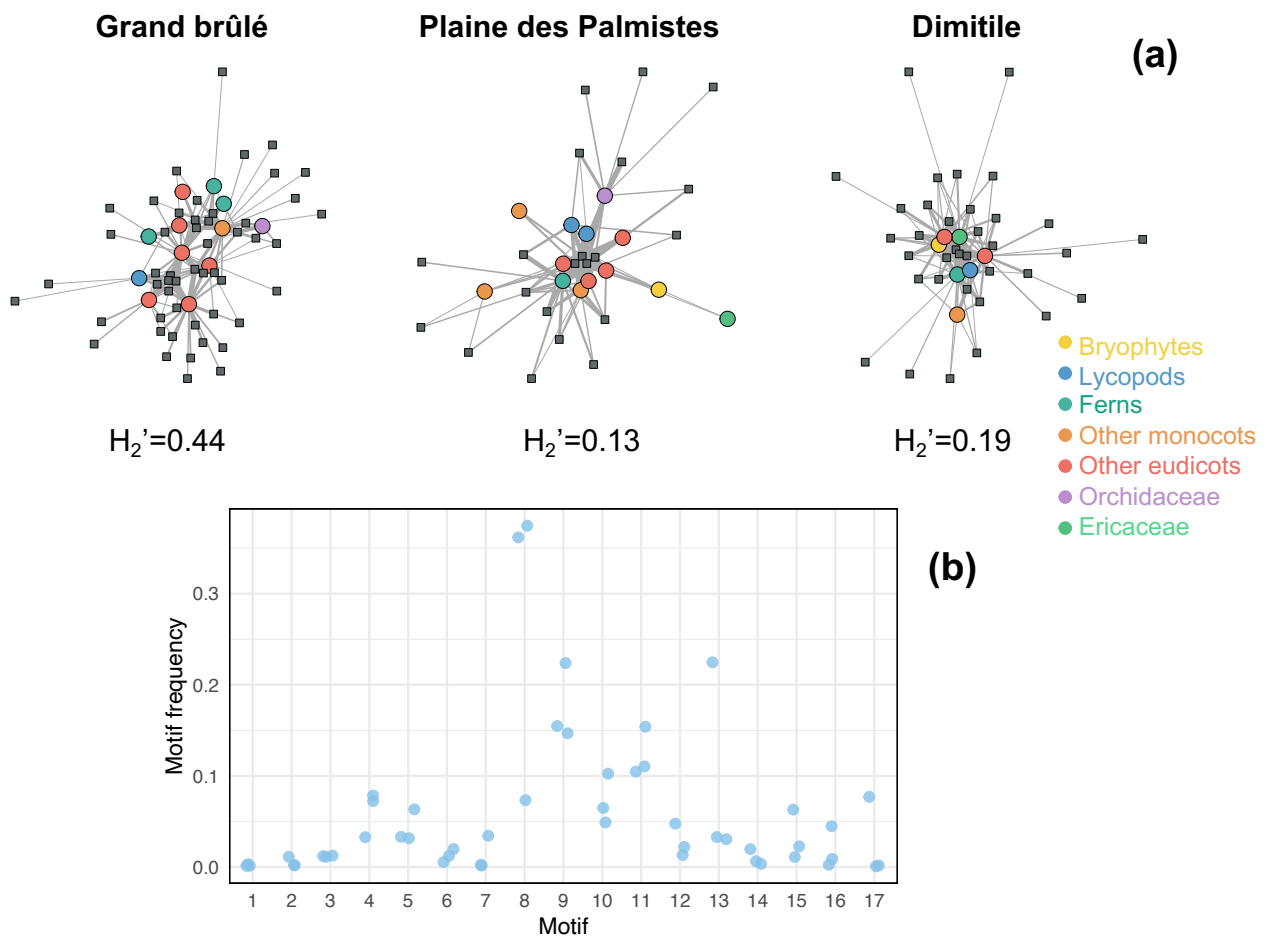 Grand brûlé
Plaine des Palmistes
Dimitile
(a)
Bryophytes
Lycopods
Ferns
Other monocots
Other eudicots
Orchidaceae
Ericaceae
H2’=0.44
H2’=0.13
H2’=0.19
(b)
Motif frequency
0.3
0.2
0.1
0.0
1 2 3 4 5 6 7 8 9 10 11 12 13 14 15 16 17
Motif